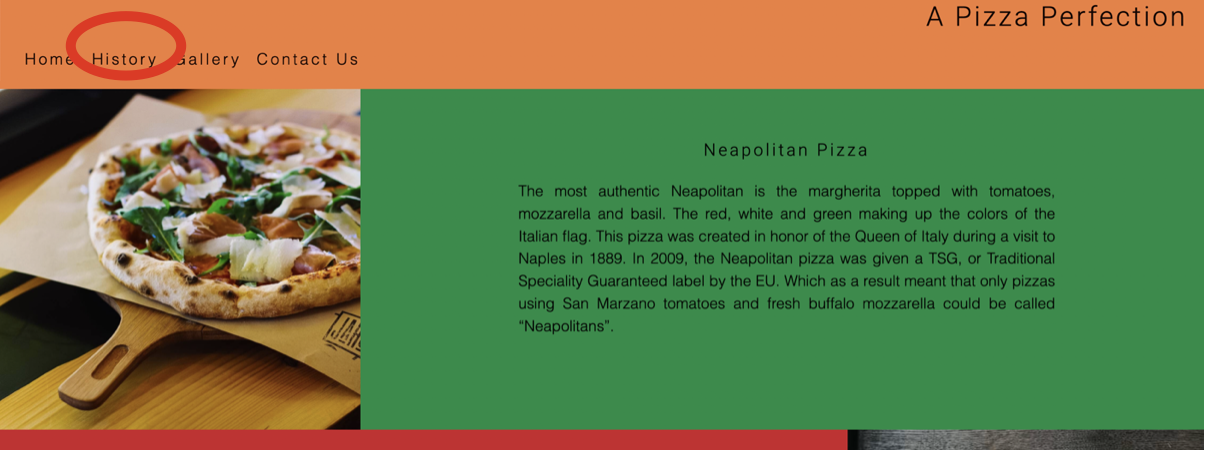 A Pizza Perfection
Home History Gallery Contact Us
Neapolitan Pizza
The most authentic Neapolitan is the margherita topped with tomatoes,
mozzarella and basil. The red, white and green making up the colors of the
Italian flag. This pizza was created in honor of the Queen of Italy during a visit to
Naples in 1889. In 2009, the Neapolitan pizza was given a TSG, or Traditional
Speciality Guaranteed label by the EU. Which as a result meant that only pizzas
using San Marzano tomatoes and fresh buffalo mozzarella could be called
“Neapolitans”.